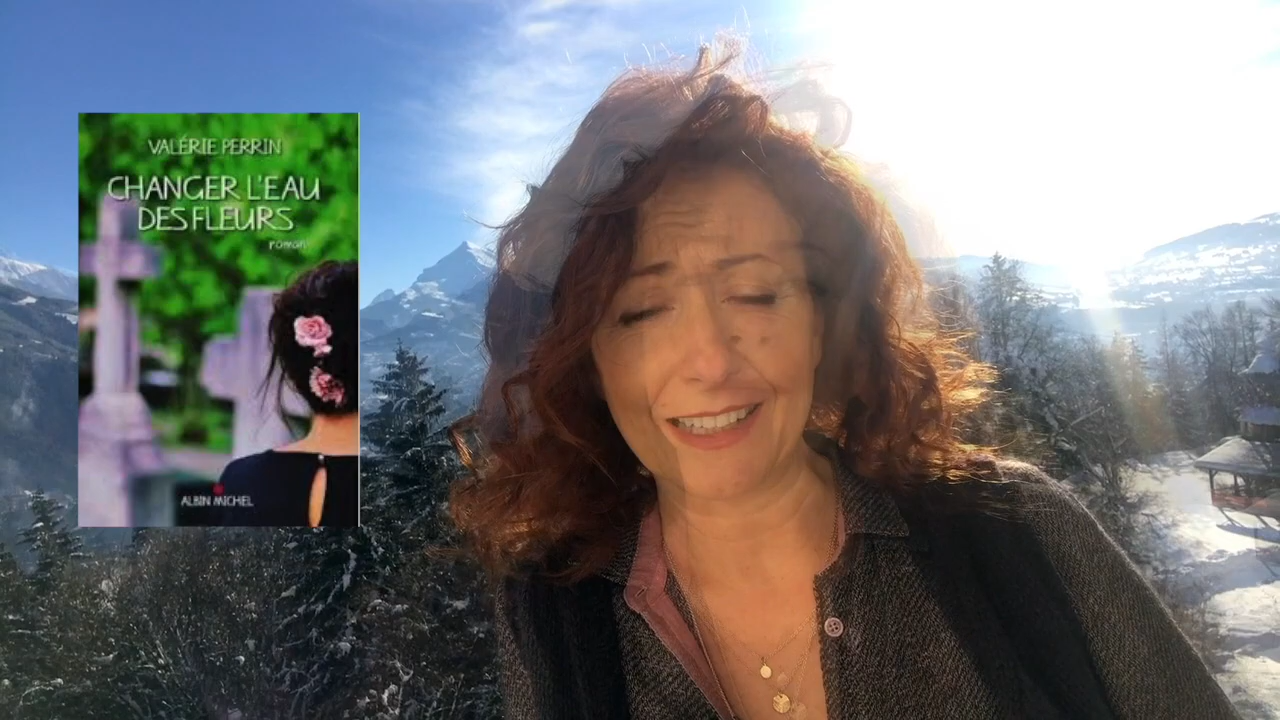 VALÉRIE PERRIN
CHANGER L'EAU
DES FLEURS
roman
ALBIN MICHEL